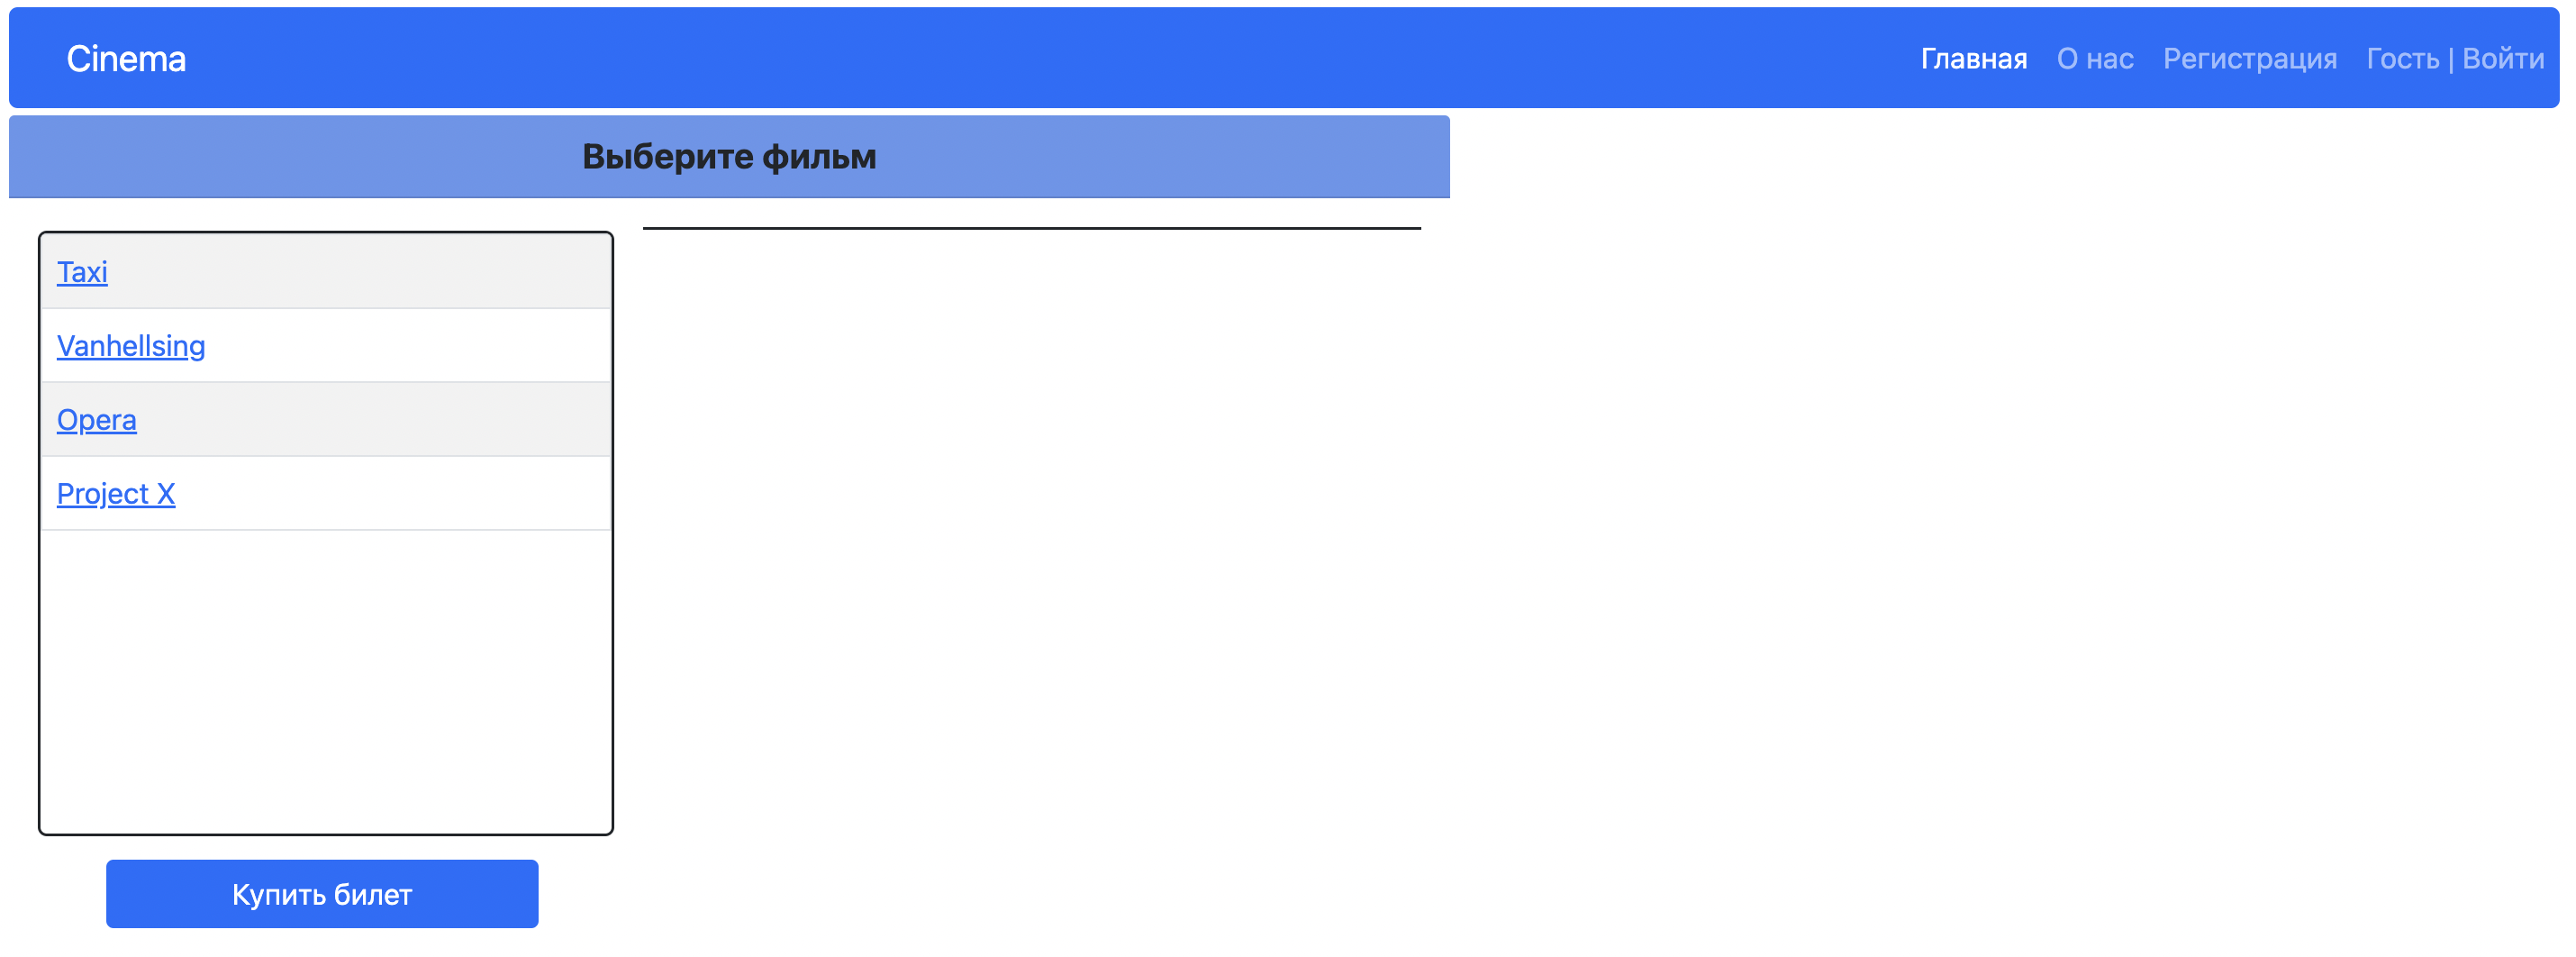 Cinema Главная О нас Регистрация Гость | Войти
Выберите фильм
Taxi
Vanhellsing
Opera
Project X
Купить билет